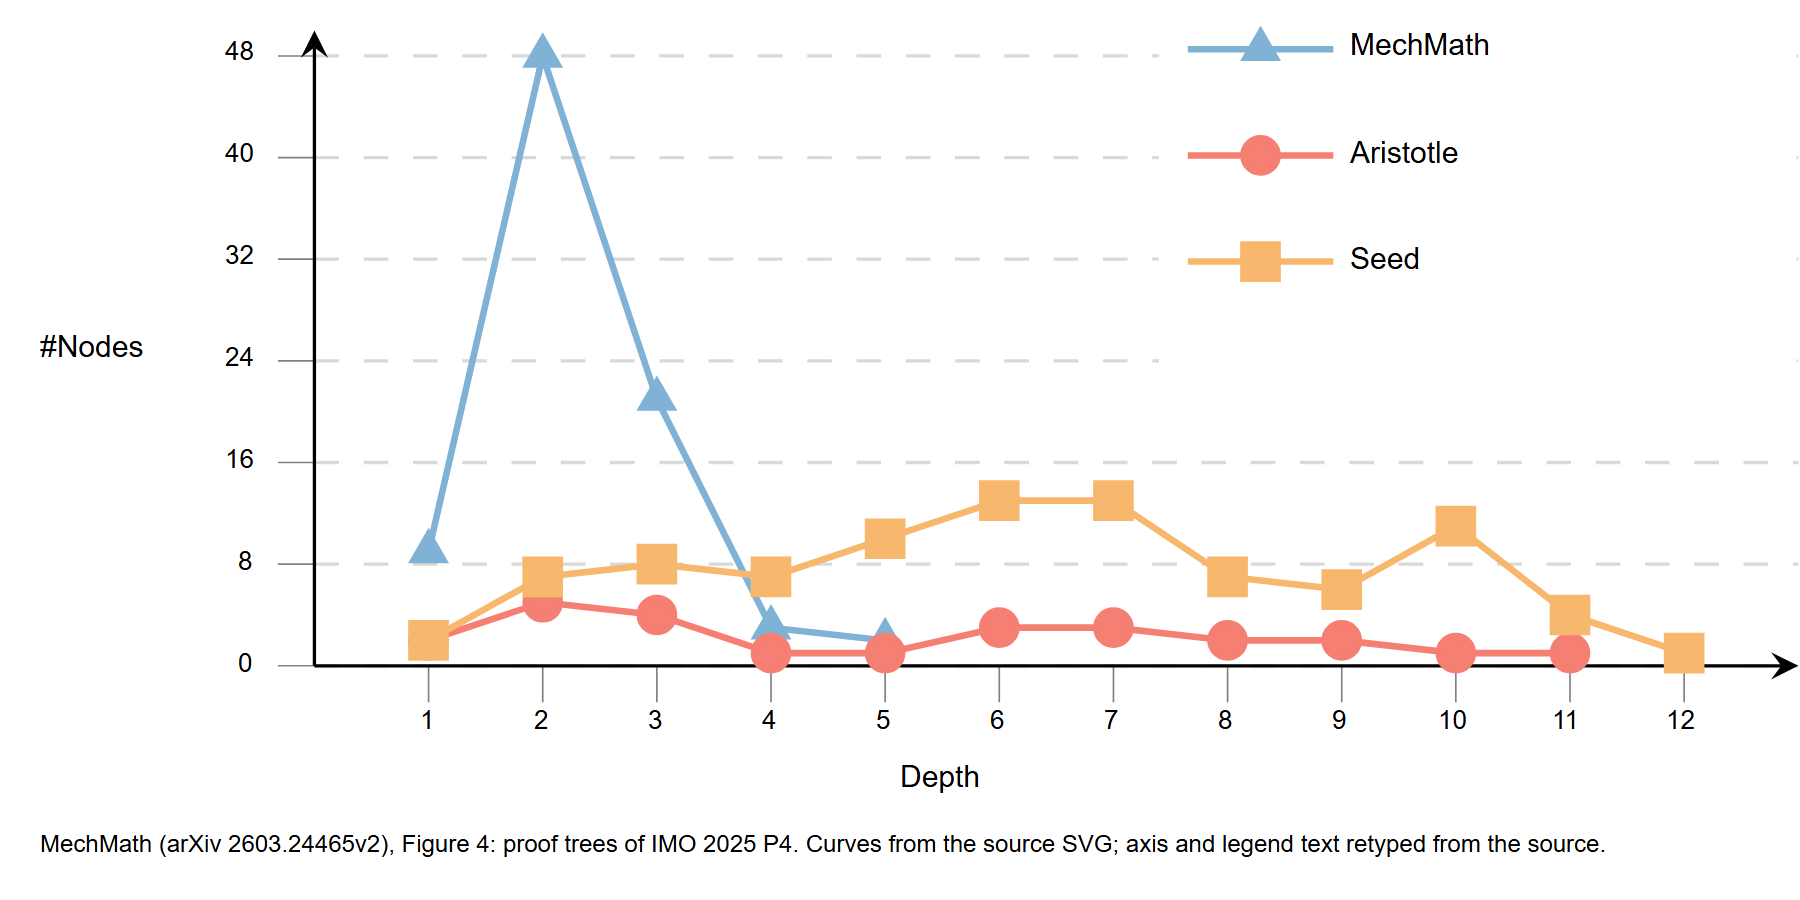 48
MechMath
40
Aristotle
32
Seed
#Nodes
24
16
8
0
1 2 3 4 5 6 7 8 9 10 11 12
Depth
MechMath (arXiv 2603.24465v2), Figure 4: proof trees of IMO 2025 P4. Curves from the source SVG; axis and legend text retyped from the source.